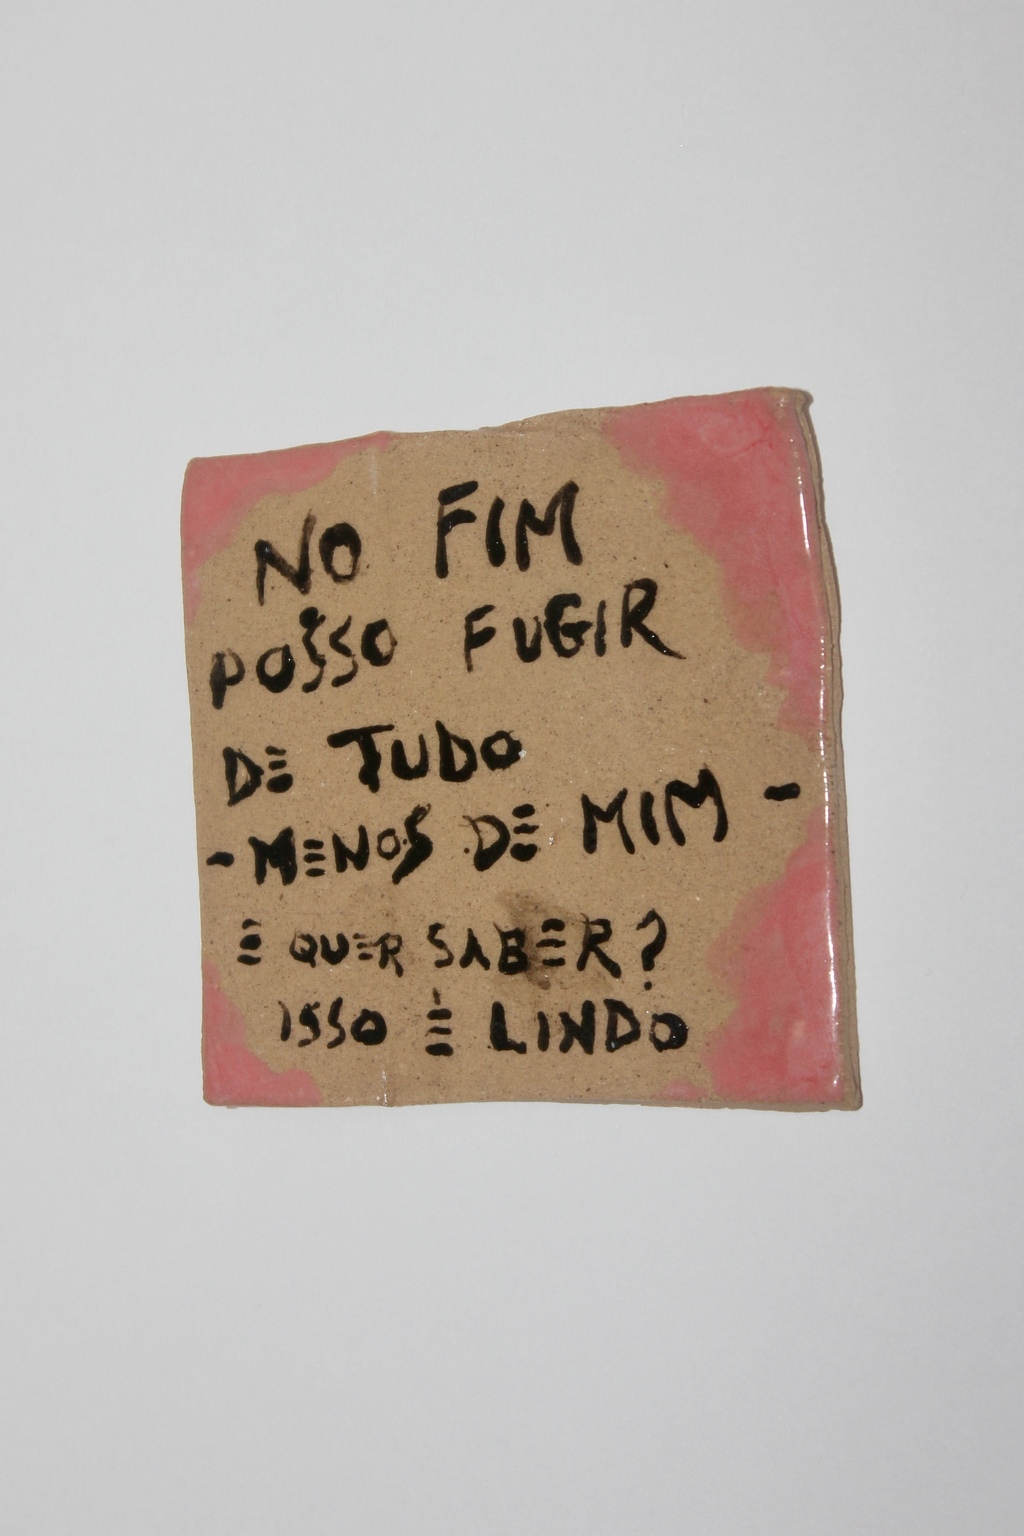 NO FIM
POSSO FUGIR
DE TUDO
- MENOS DE MIM -
E QUER SABER?
ISSO É LINDO